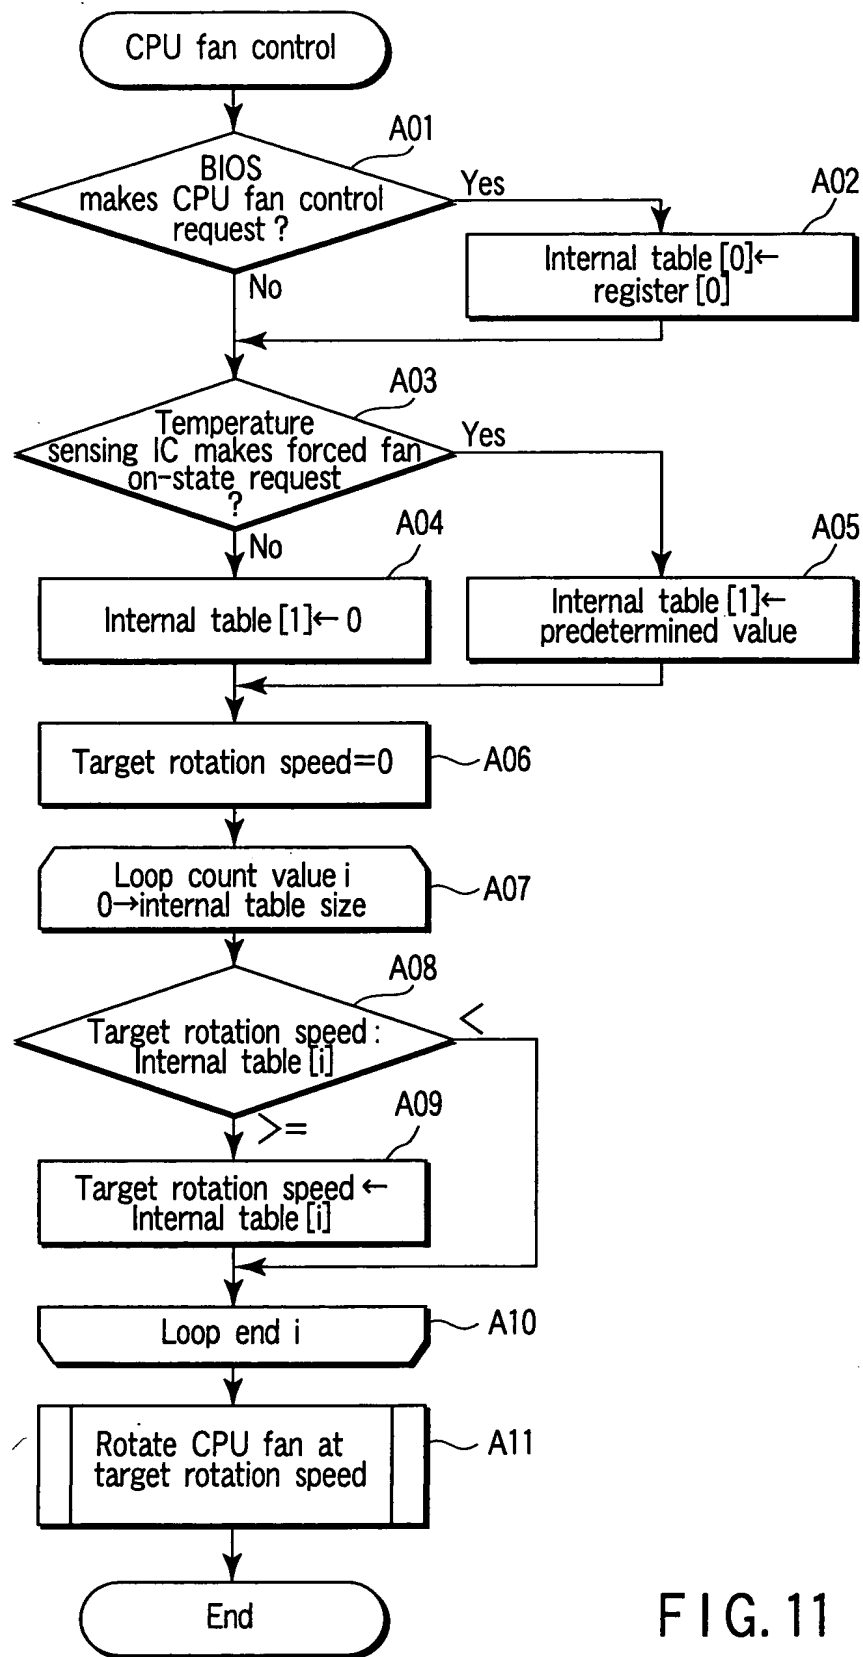 CPU fan control
A01
BIOS
makes CPU fan control
request ?
Yes
A02
Internal table [0]←
register [0]
No
A03
Temperature
sensing IC makes forced fan
on-state request
?
Yes
No
A04
Internal table [1]← 0
A05
Internal table [1]←
predetermined value
Target rotation speed=0
A06
Loop count value i
0→internal table size
A07
A08
Target rotation speed :
Internal table [i]
<
>=
A09
Target rotation speed ←
Internal table [i]
Loop end i
A10
Rotate CPU fan at
target rotation speed
A11
End
FIG. 11